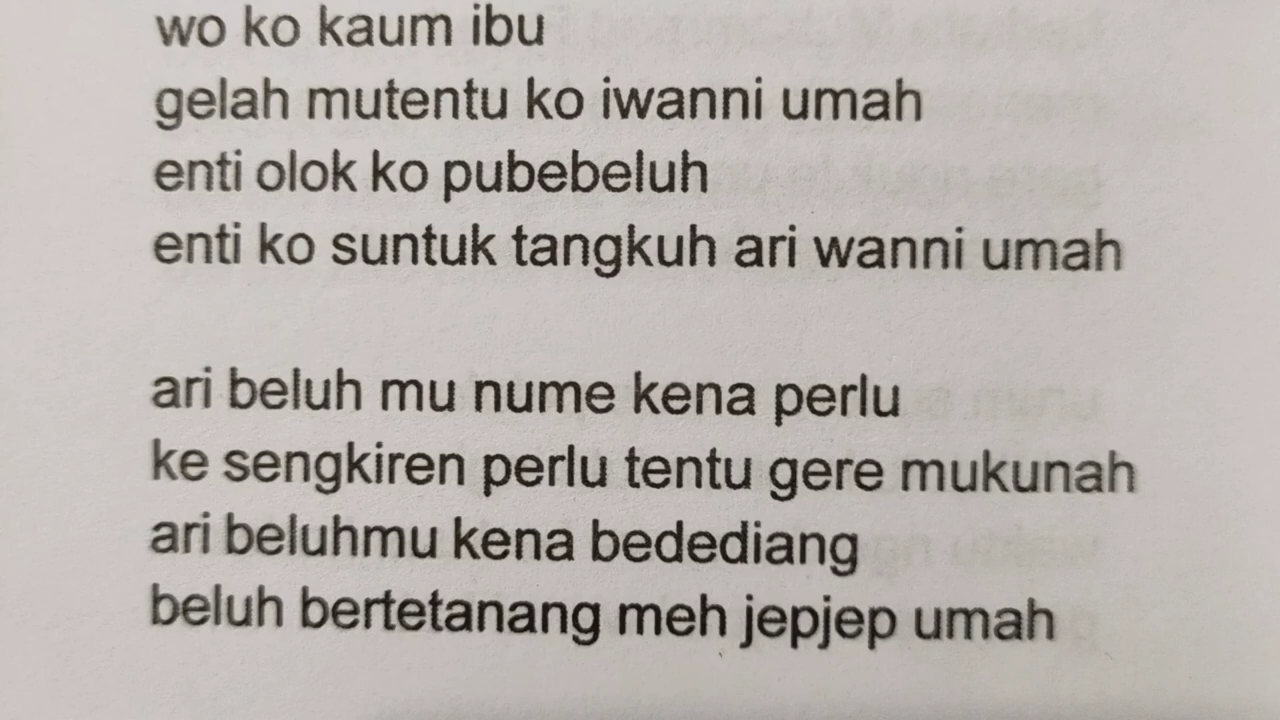 wo ko kaum ibu
gelah mutentu ko iwanni umah
enti olok ko pubebeluh
enti ko suntuk tangkuh ari wanni umah
ari beluh mu nume kena perlu
ke sengkiren perlu tentu gere mukunah
ari beluhmu kena bedediang
beluh bertetanang meh jepjep umah